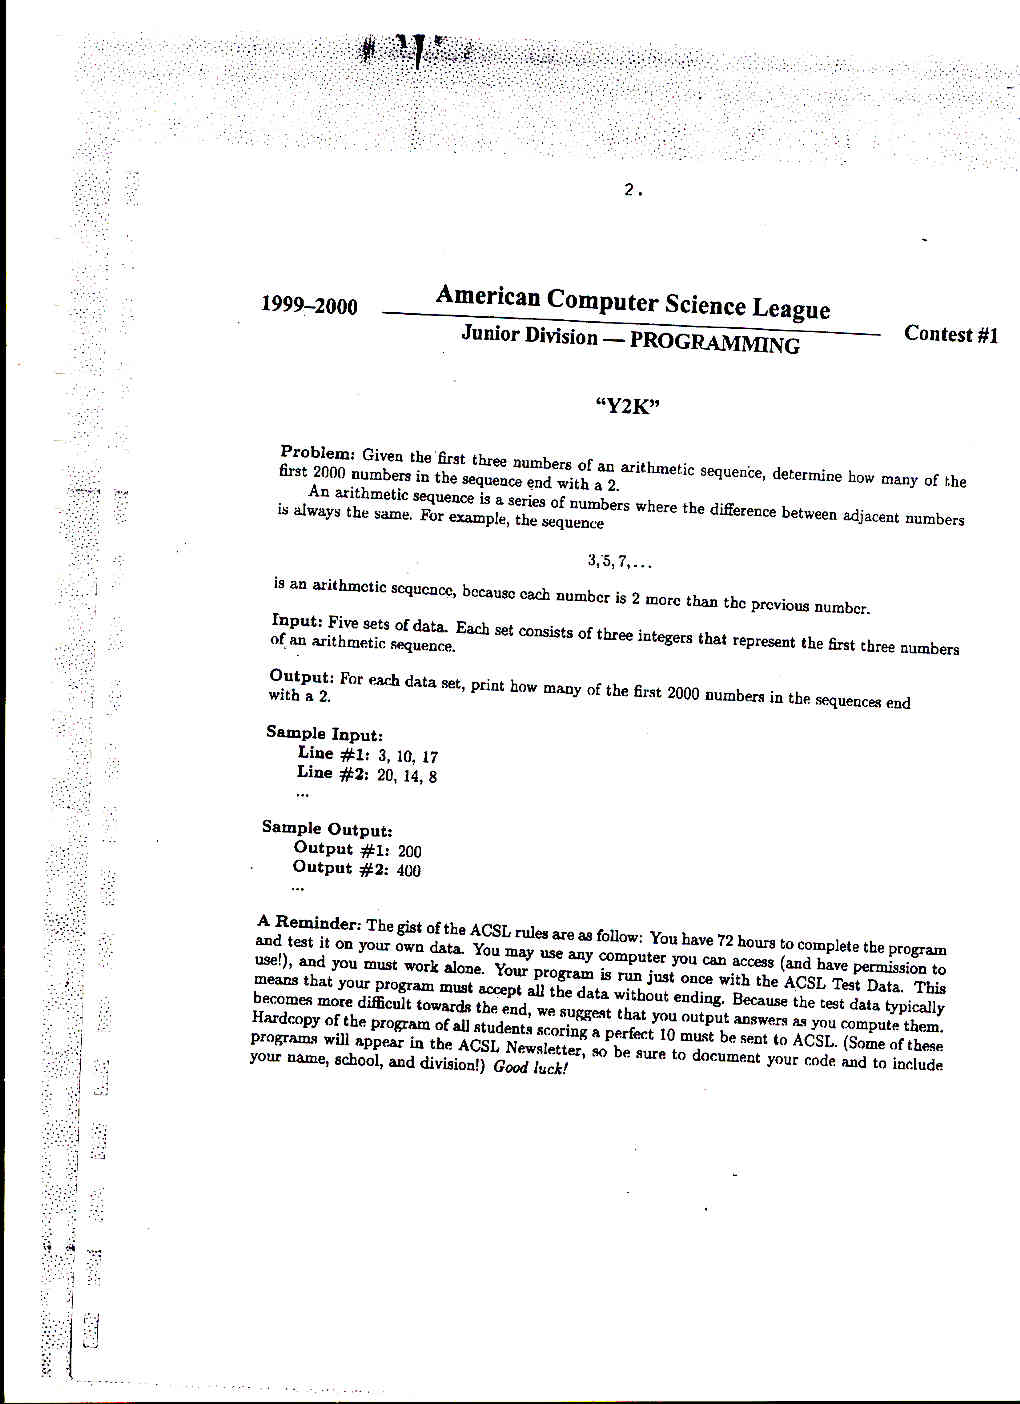 2.
American Computer Science League
1999–2000
Contest #1
Junior Division — PROGRAMMING
“Y2K”
Problem: Given the first three numbers of an arithmetic sequence, determine how many of the
first 2000 numbers in the sequence end with a 2.
An arithmetic sequence is a series of numbers where the difference between adjacent numbers
is always the same. For example, the sequence
3, 5, 7, ...
is an arithmetic sequence, because each number is 2 more than the previous number.
Input: Five sets of data. Each set consists of three integers that represent the first three numbers
of an arithmetic sequence.
Output: For each data set, print how many of the first 2000 numbers in the sequences end
with a 2.
Sample Input:
Line #1: 3, 10, 17
Line #2: 20, 14, 8
...
Sample Output:
Output #1: 200
Output #2: 400
...
A Reminder: The gist of the ACSL rules are as follow: You have 72 hours to complete the program
and test it on your own data. You may use any computer you can access (and have permission to
use!), and you must work alone. Your program is run just once with the ACSL Test Data. This
means that your program must accept all the data without ending. Because the test data typically
becomes more difficult towards the end, we suggest that you output answers as you compute them.
Hardcopy of the program of all students scoring a perfect 10 must be sent to ACSL. (Some of these
programs will appear in the ACSL Newsletter, so be sure to document your code and to include
your name, school, and division!) Good luck!